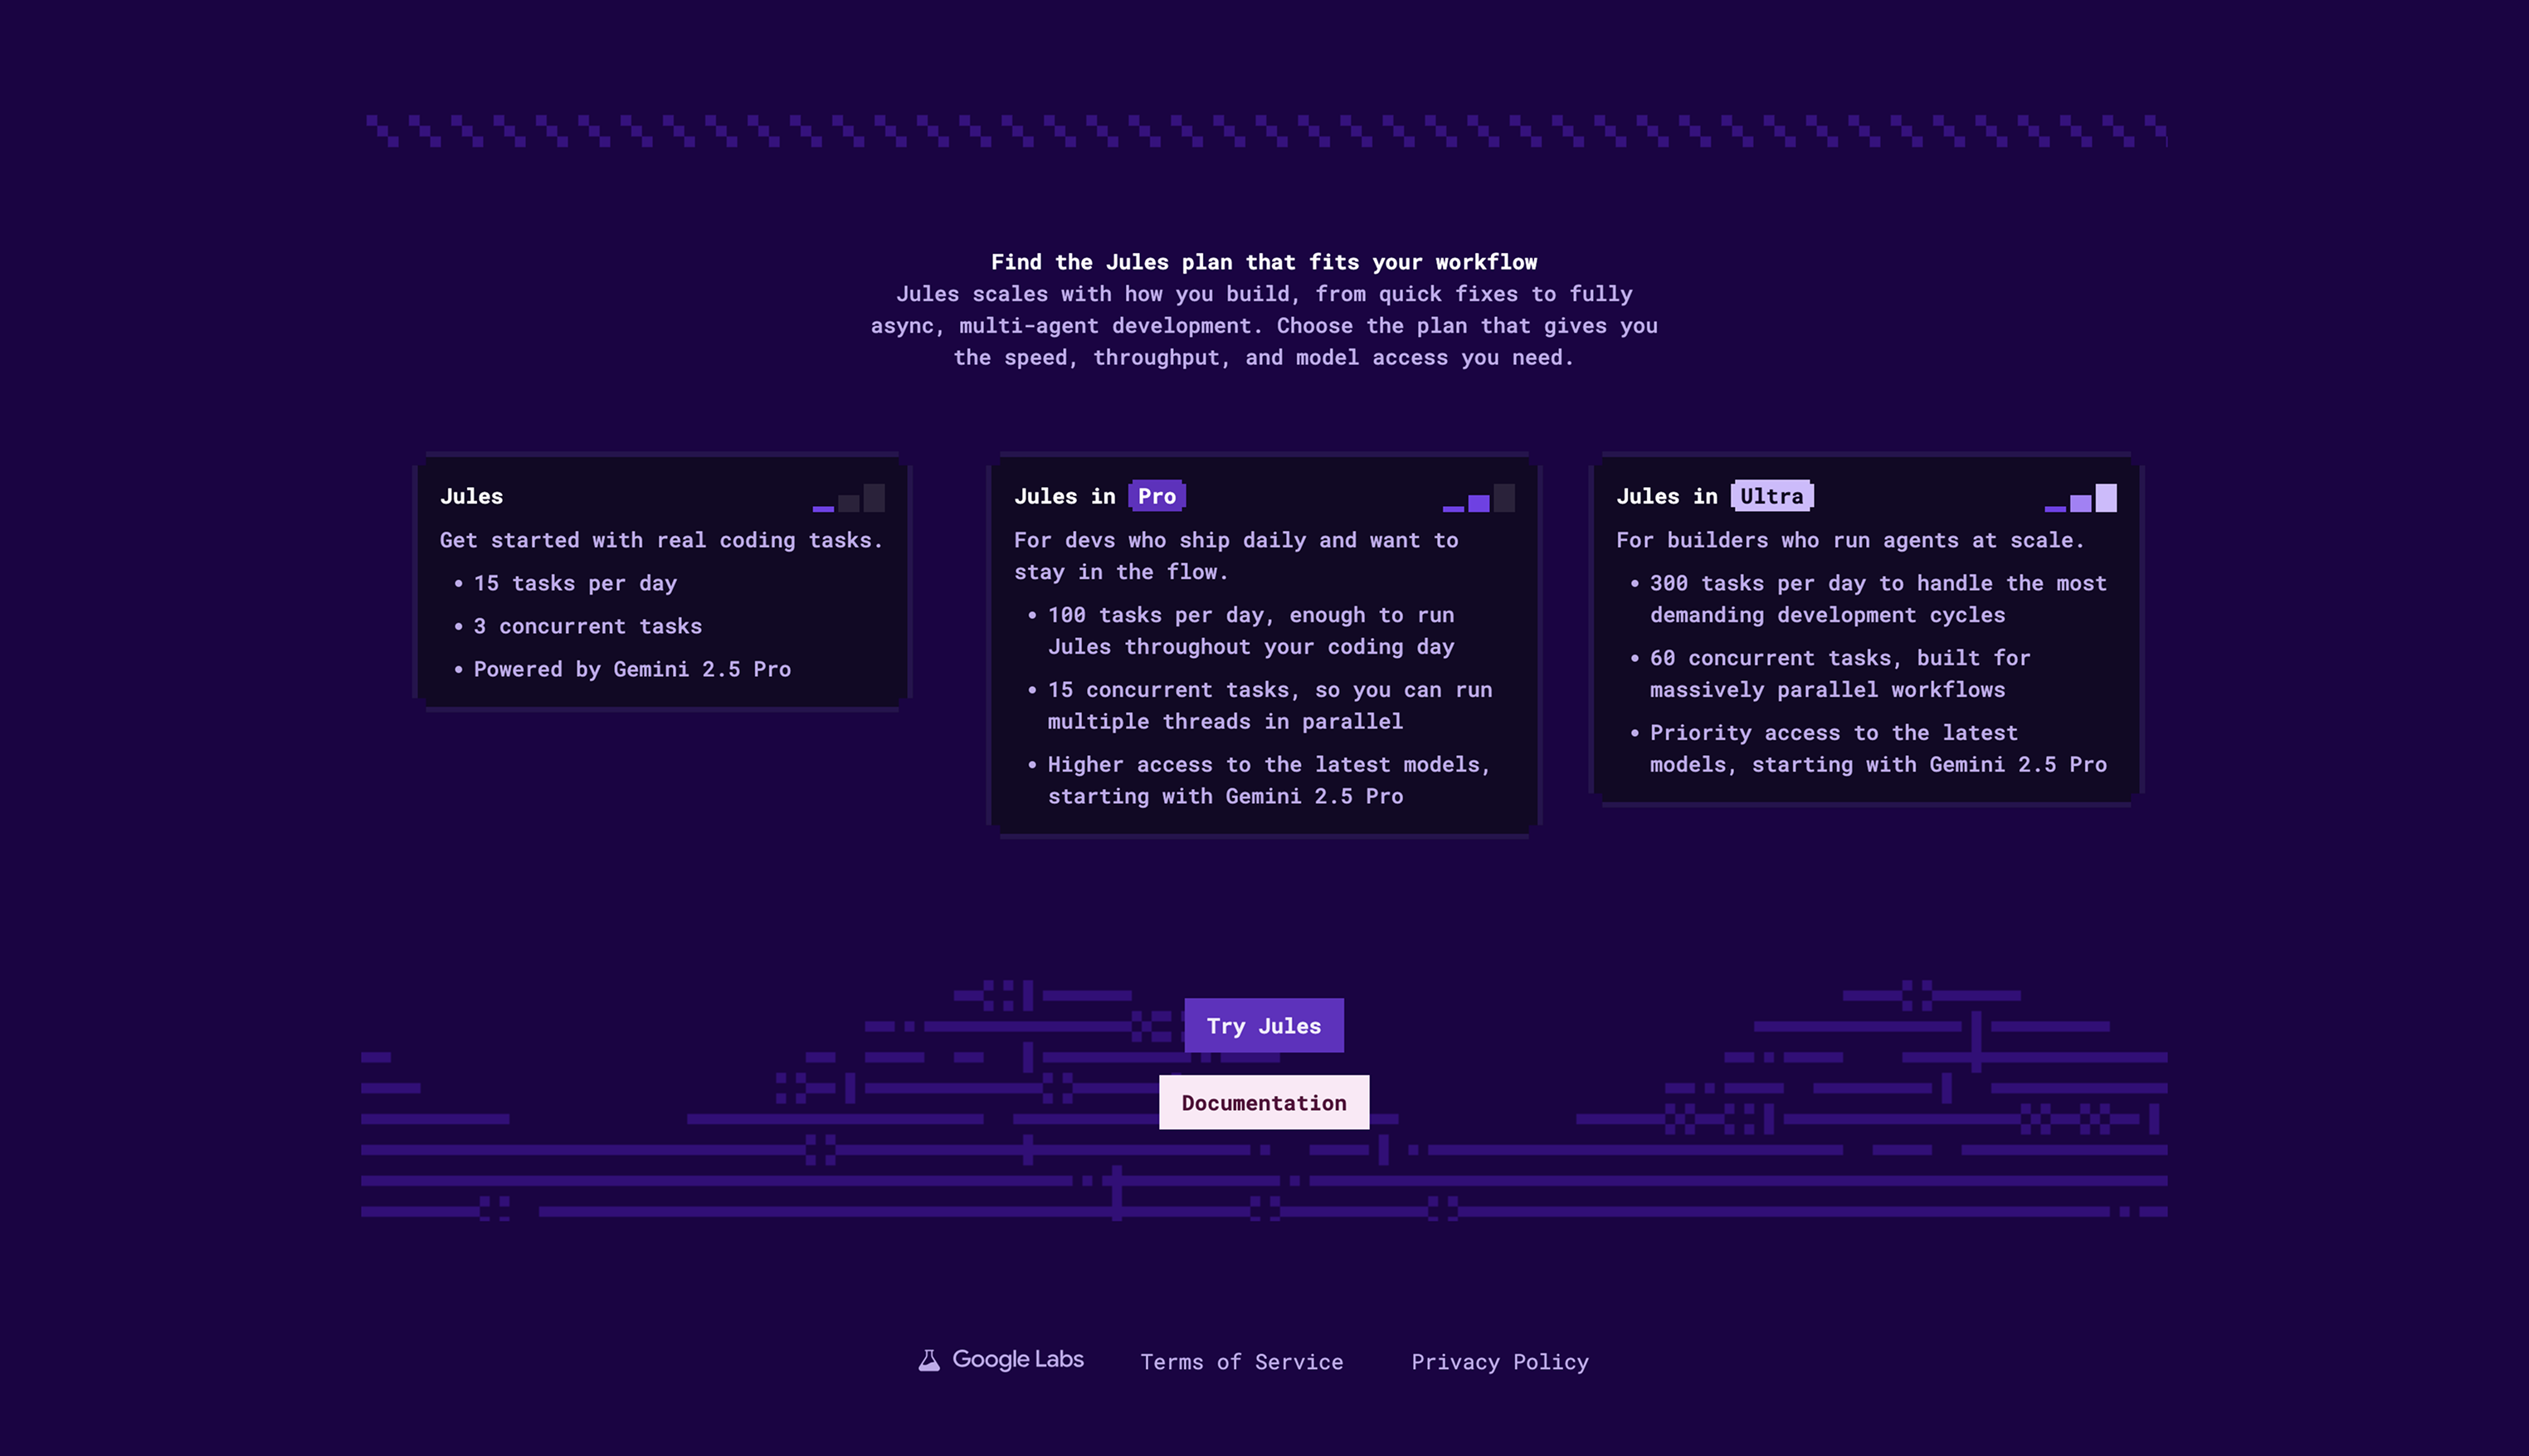 Find the Jules plan that fits your workflow
Jules scales with how you build, from quick fixes to fully
async, multi-agent development. Choose the plan that gives you
the speed, throughput, and model access you need.
Jules
Get started with real coding tasks.
• 15 tasks per day
• 3 concurrent tasks
• Powered by Gemini 2.5 Pro
Jules in Pro
For devs who ship daily and want to
stay in the flow.
• 100 tasks per day, enough to run
Jules throughout your coding day
• 15 concurrent tasks, so you can run
multiple threads in parallel
• Higher access to the latest models,
starting with Gemini 2.5 Pro
Jules in Ultra
For builders who run agents at scale.
• 300 tasks per day to handle the most
demanding development cycles
• 60 concurrent tasks, built for
massively parallel workflows
• Priority access to the latest
models, starting with Gemini 2.5 Pro
Try Jules
Documentation
Google Labs
Terms of Service
Privacy Policy